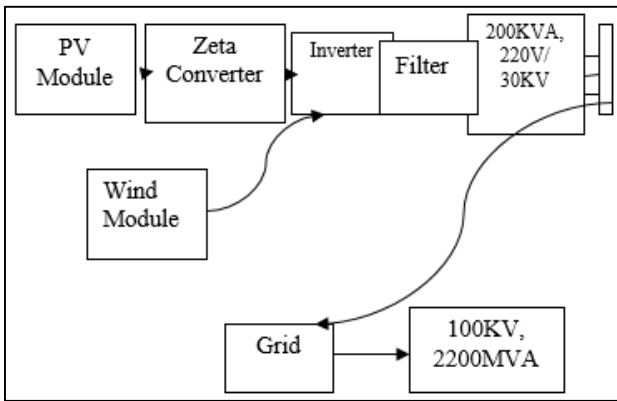 PV
Module
Zeta
Converter
Inverter
Filter
200KVA,
220V/
30KV
Wind
Module
Grid
100KV,
2200MVA